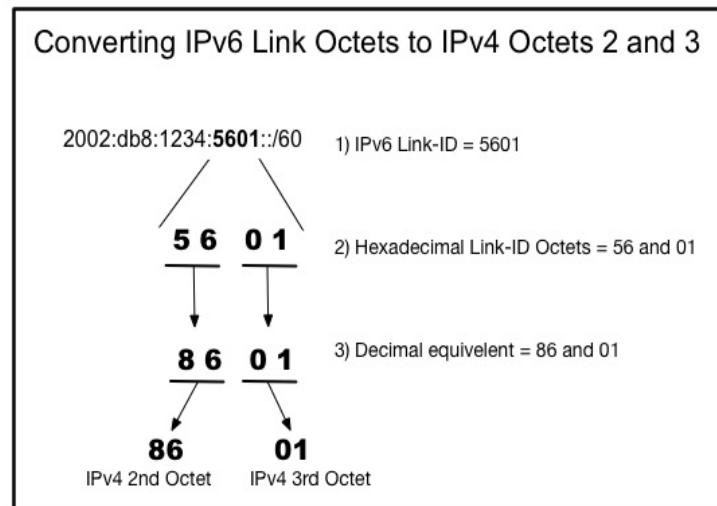 Converting IPv6 Link Octets to IPv4 Octets 2 and 3
2002:db8:1234:5601::/60
1) IPv6 Link-ID = 5601
5 6 0 1
2) Hexadecimal Link-ID Octets = 56 and 01
8 6 0 1
3) Decimal equivelent = 86 and 01
86 01
IPv4 2nd Octet IPv4 3rd Octet